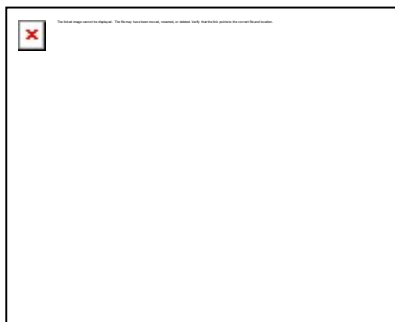 The linked image cannot be displayed. The file may have been moved, renamed, or deleted. Verify that the link points to the correct file and location.